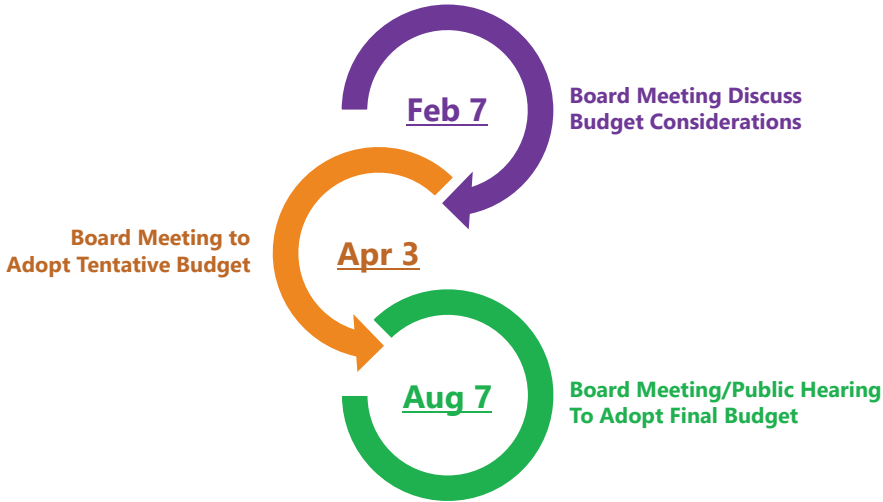 Feb 7
Board Meeting Discuss
Budget Considerations
Board Meeting to
Adopt Tentative Budget
Apr 3
Aug 7
Board Meeting/Public Hearing
To Adopt Final Budget